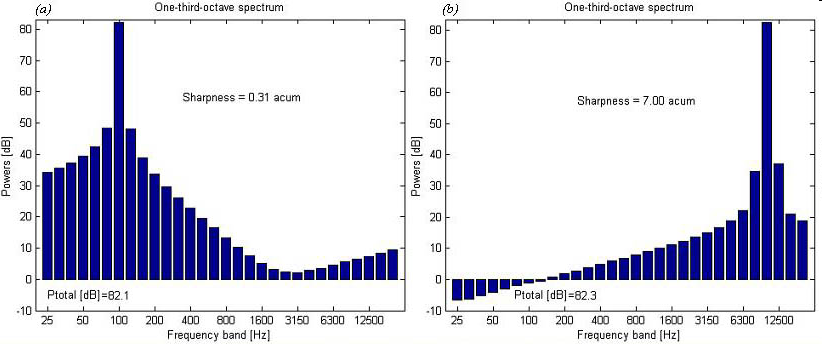 (a) One-third-octave spectrum
80
70
60
50
40
30
20
10
0
-10
Powers [dB]
Sharpness = 0.31 acum
Ptotal [dB]=82.1
25 50 100 200 400 800 1600 3150 6300 12500
Frequency band [Hz]
(b) One-third-octave spectrum
80
70
60
50
40
30
20
10
0
-10
Powers [dB]
Sharpness = 7.00 acum
Ptotal [dB]=82.3
25 50 100 200 400 800 1600 3150 6300 12500
Frequency band [Hz]